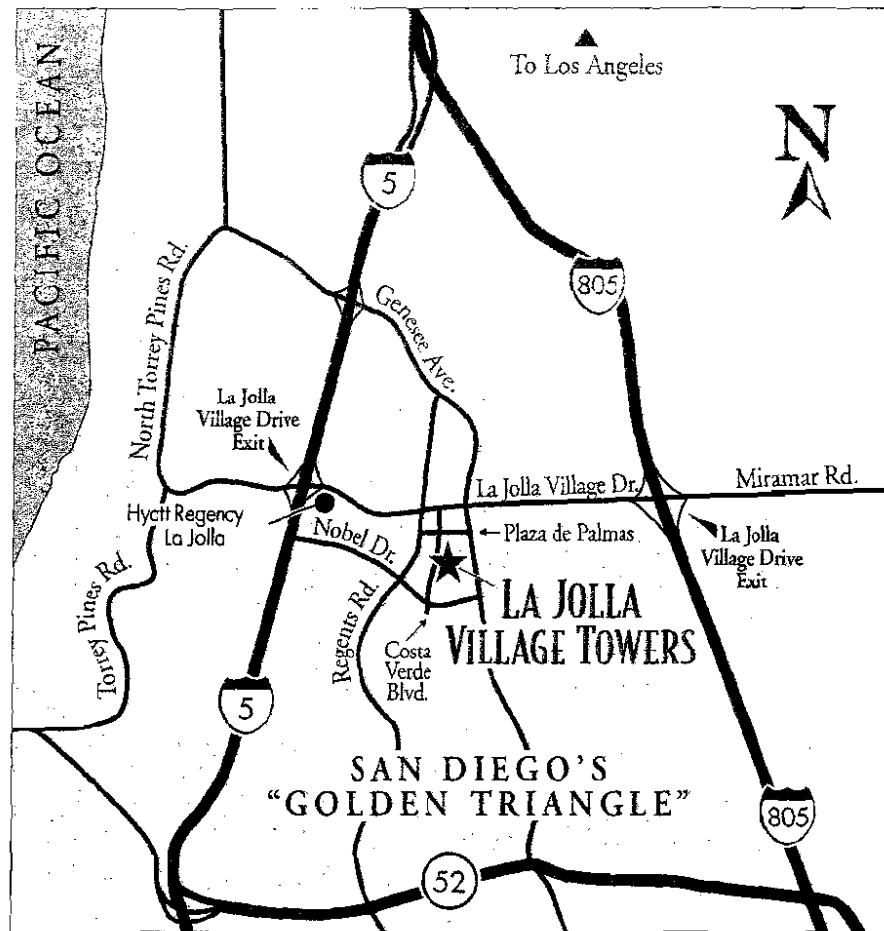 To Los Angeles
PACIFIC OCEAN
N
5
805
North Torrey Pines Rd.
Genesee Ave.
La Jolla
Village Drive
Exit
La Jolla Village Dr.
Miramar Rd.
Hyctt Regency
La Jolla
Nobel Dr.
Plaza de Palmas
La Jolla
Village Drive
Exit
Torrey Pines Rd.
Regents Rd.
LA JOLLA
VILLAGE TOWERS
Costa
Verde
Blvd.
5
SAN DIEGO'S
"GOLDEN TRIANGLE"
805
52